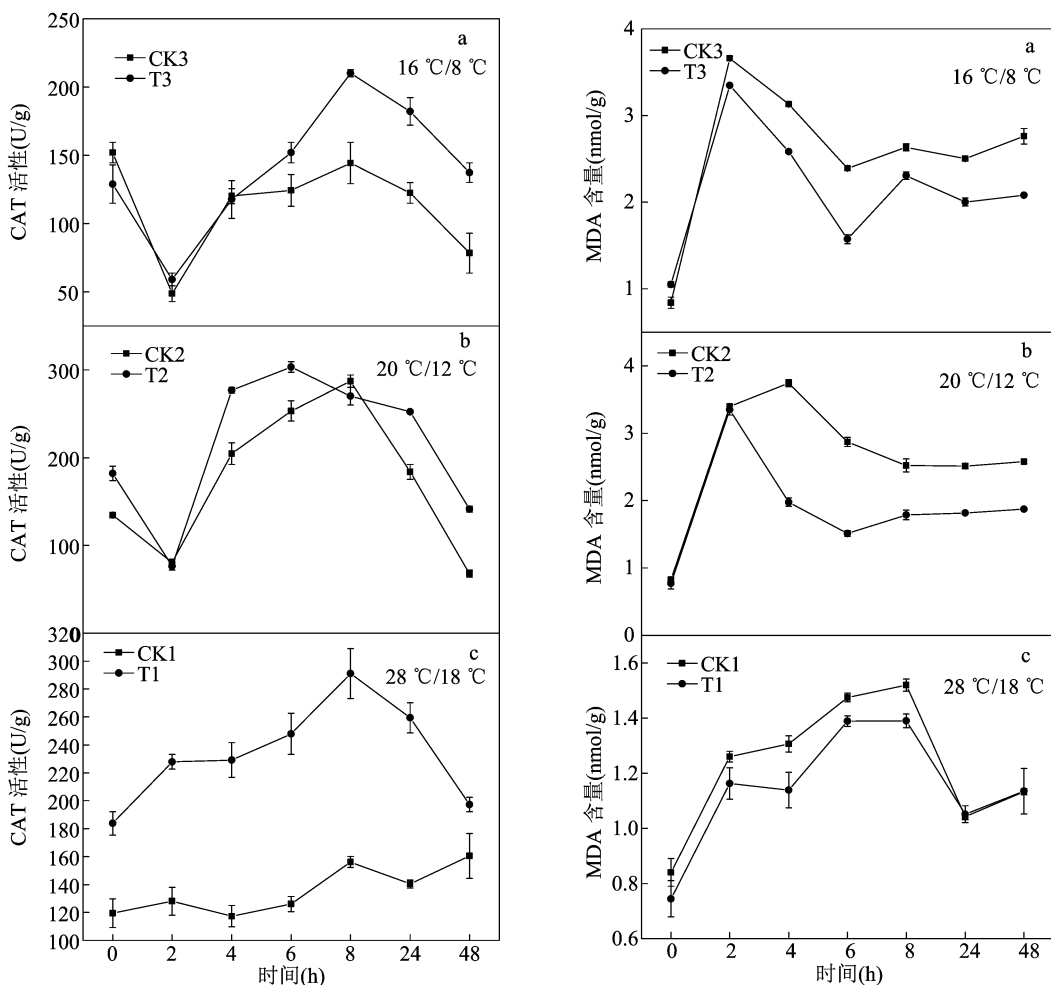 250
200
150
100
50
CAT 活性(U/g)
CK3
T3
a
16 ℃/8 ℃
300
200
100
0
CAT 活性(U/g)
CK2
T2
b
20 ℃/12 ℃
320
300
280
260
240
220
200
180
160
140
120
100
CAT 活性(U/g)
CK1
T1
c
28 ℃/18 ℃
0 2 4 6 8 24 48
时间(h)
4
3
2
1
MDA 含量(nmol/g)
CK3
T3
a
16 ℃/8 ℃
4
3
2
1
0
MDA 含量(nmol/g)
CK2
T2
b
20 ℃/12 ℃
1.6
1.4
1.2
1.0
0.8
0.6
MDA 含量(nmol/g)
CK1
T1
c
28 ℃/18 ℃
0 2 4 6 8 24 48
时间(h)